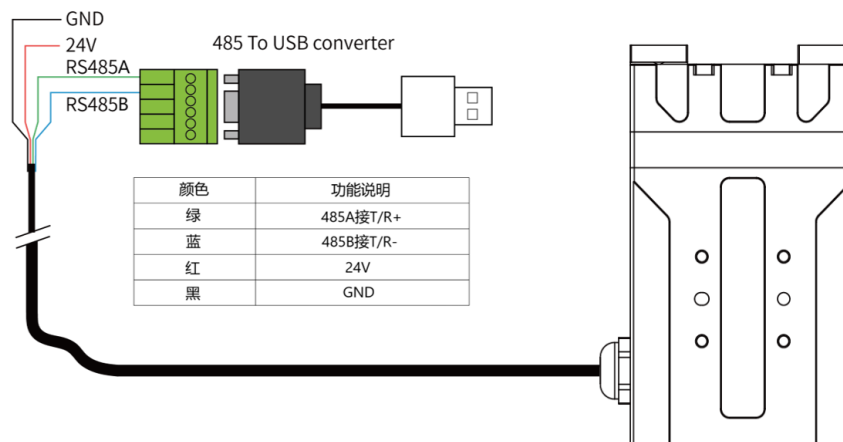 GND
24V
485 To USB converter
RS485A
RS485B
颜色 功能说明
绿 485A接T/R+
蓝 485B接T/R-
红 24V
黑 GND